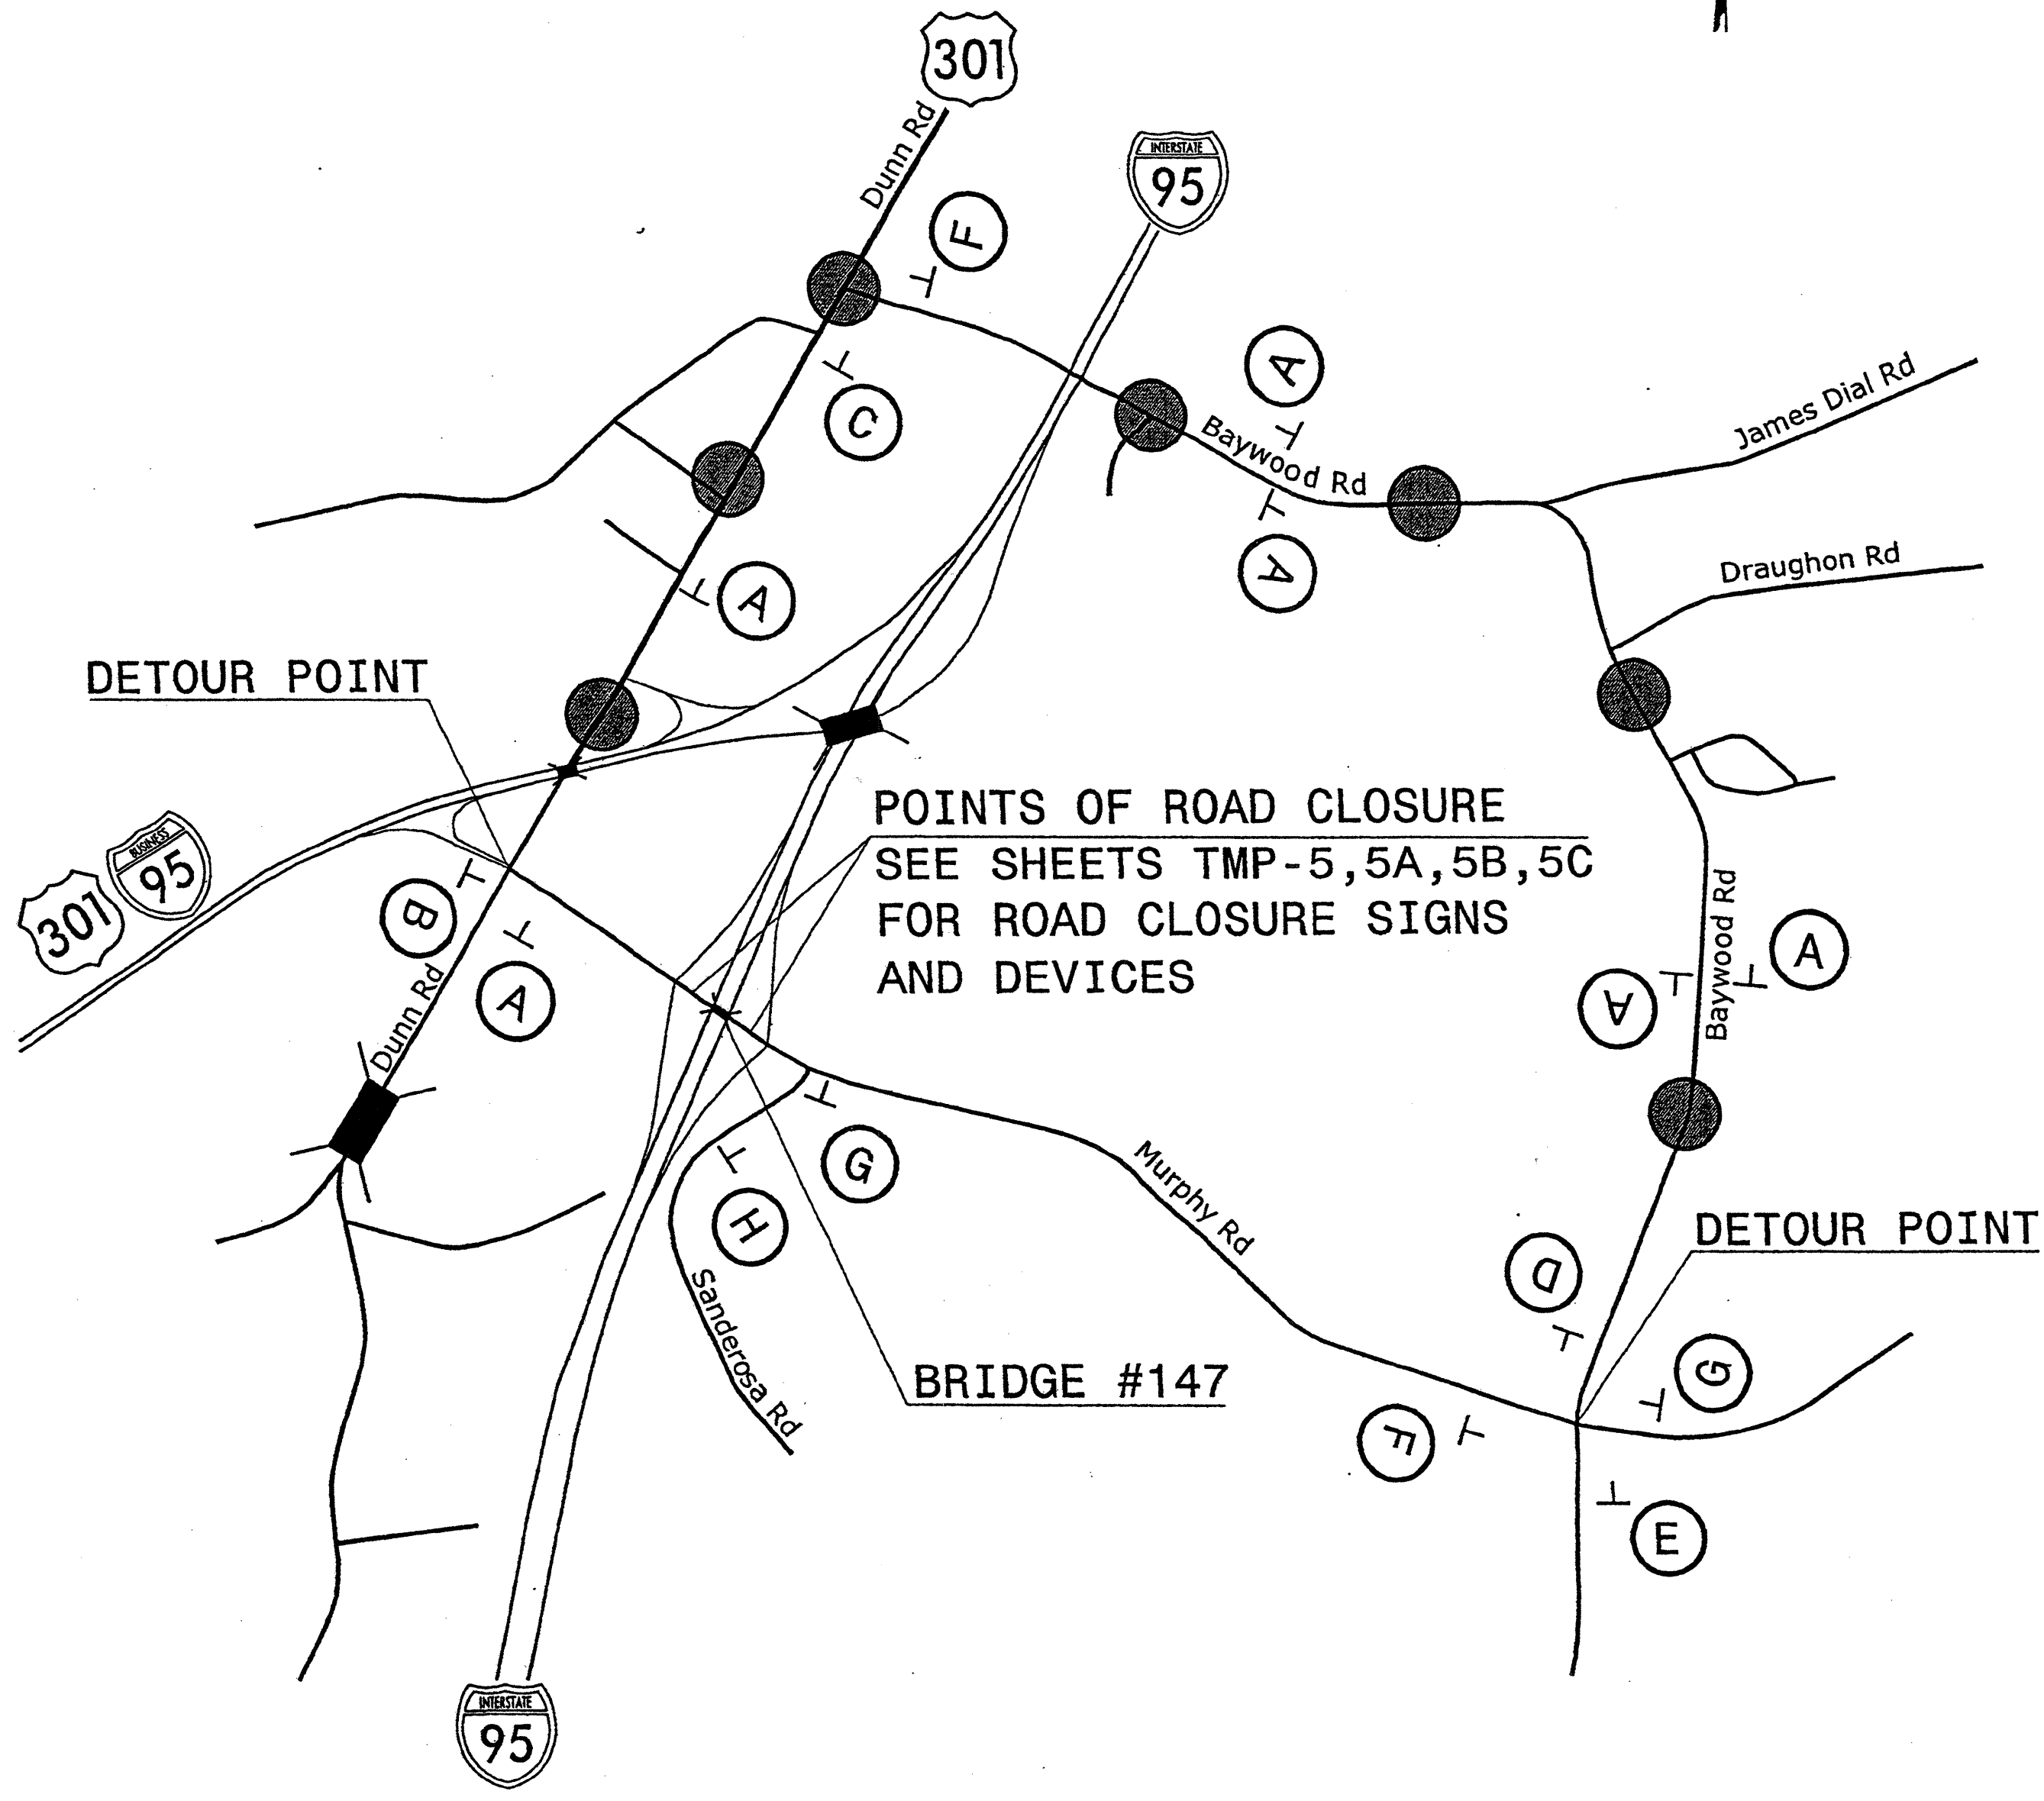 301
Dunn Rd
INTERSTATE
95
F
A
C
James Dial Rd
Baywood Rd
A
Draughon Rd
A
DETOUR POINT
POINTS OF ROAD CLOSURE
SEE SHEETS TMP-5,5A,5B,5C
FOR ROAD CLOSURE SIGNS
AND DEVICES
BUSINESS
95
301
B
A
Dunn Rd
Baywood Rd
A
A
G
H
Murphy Rd
Sanderosa Rd
DETOUR POINT
D
G
BRIDGE #147
F
E
INTERSTATE
95